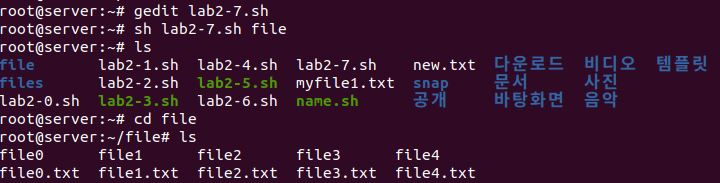 root@server:~# gedit lab2-7.sh
root@server:~# sh lab2-7.sh file
root@server:~# ls
file lab2-1.sh lab2-4.sh lab2-7.sh new.txt 다운로드 비디오 템플릿
files lab2-2.sh lab2-5.sh myfile1.txt snap 문서 사진
lab2-0.sh lab2-3.sh lab2-6.sh name.sh 공개 바탕화면 음악
root@server:~# cd file
root@server:~/file# ls
file0 file1 file2 file3 file4
file0.txt file1.txt file2.txt file3.txt file4.txt